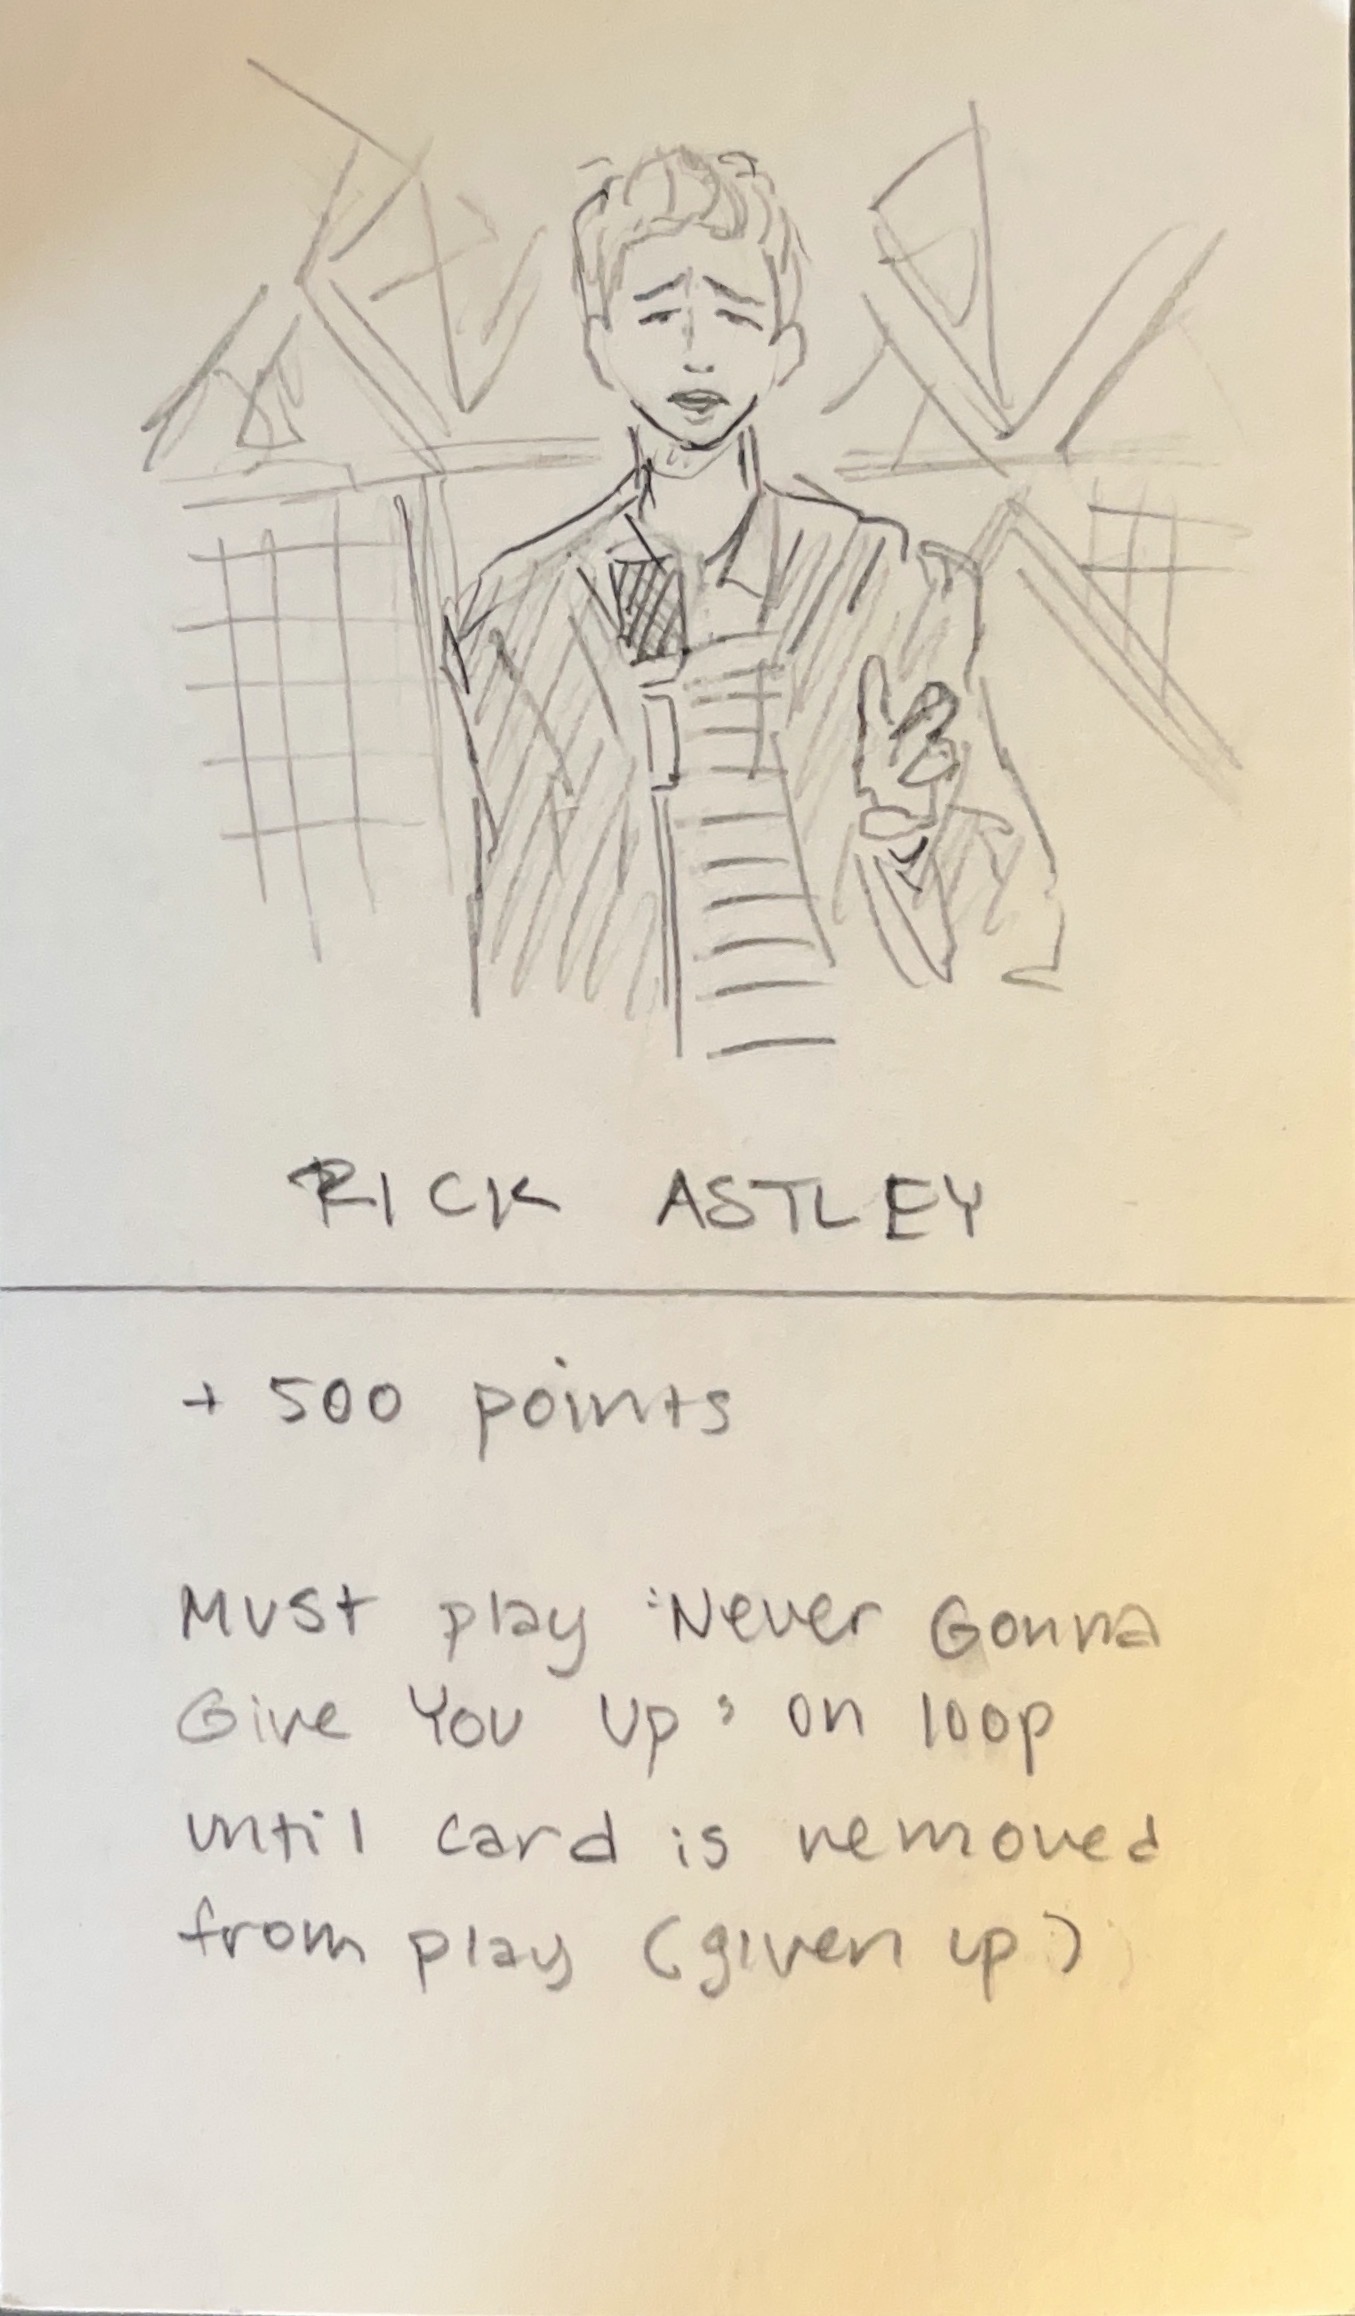 RICK ASTLEY
+ 500 points
Must play "Never Gonna
Give You Up" on loop
until card is removed
from play (given up)